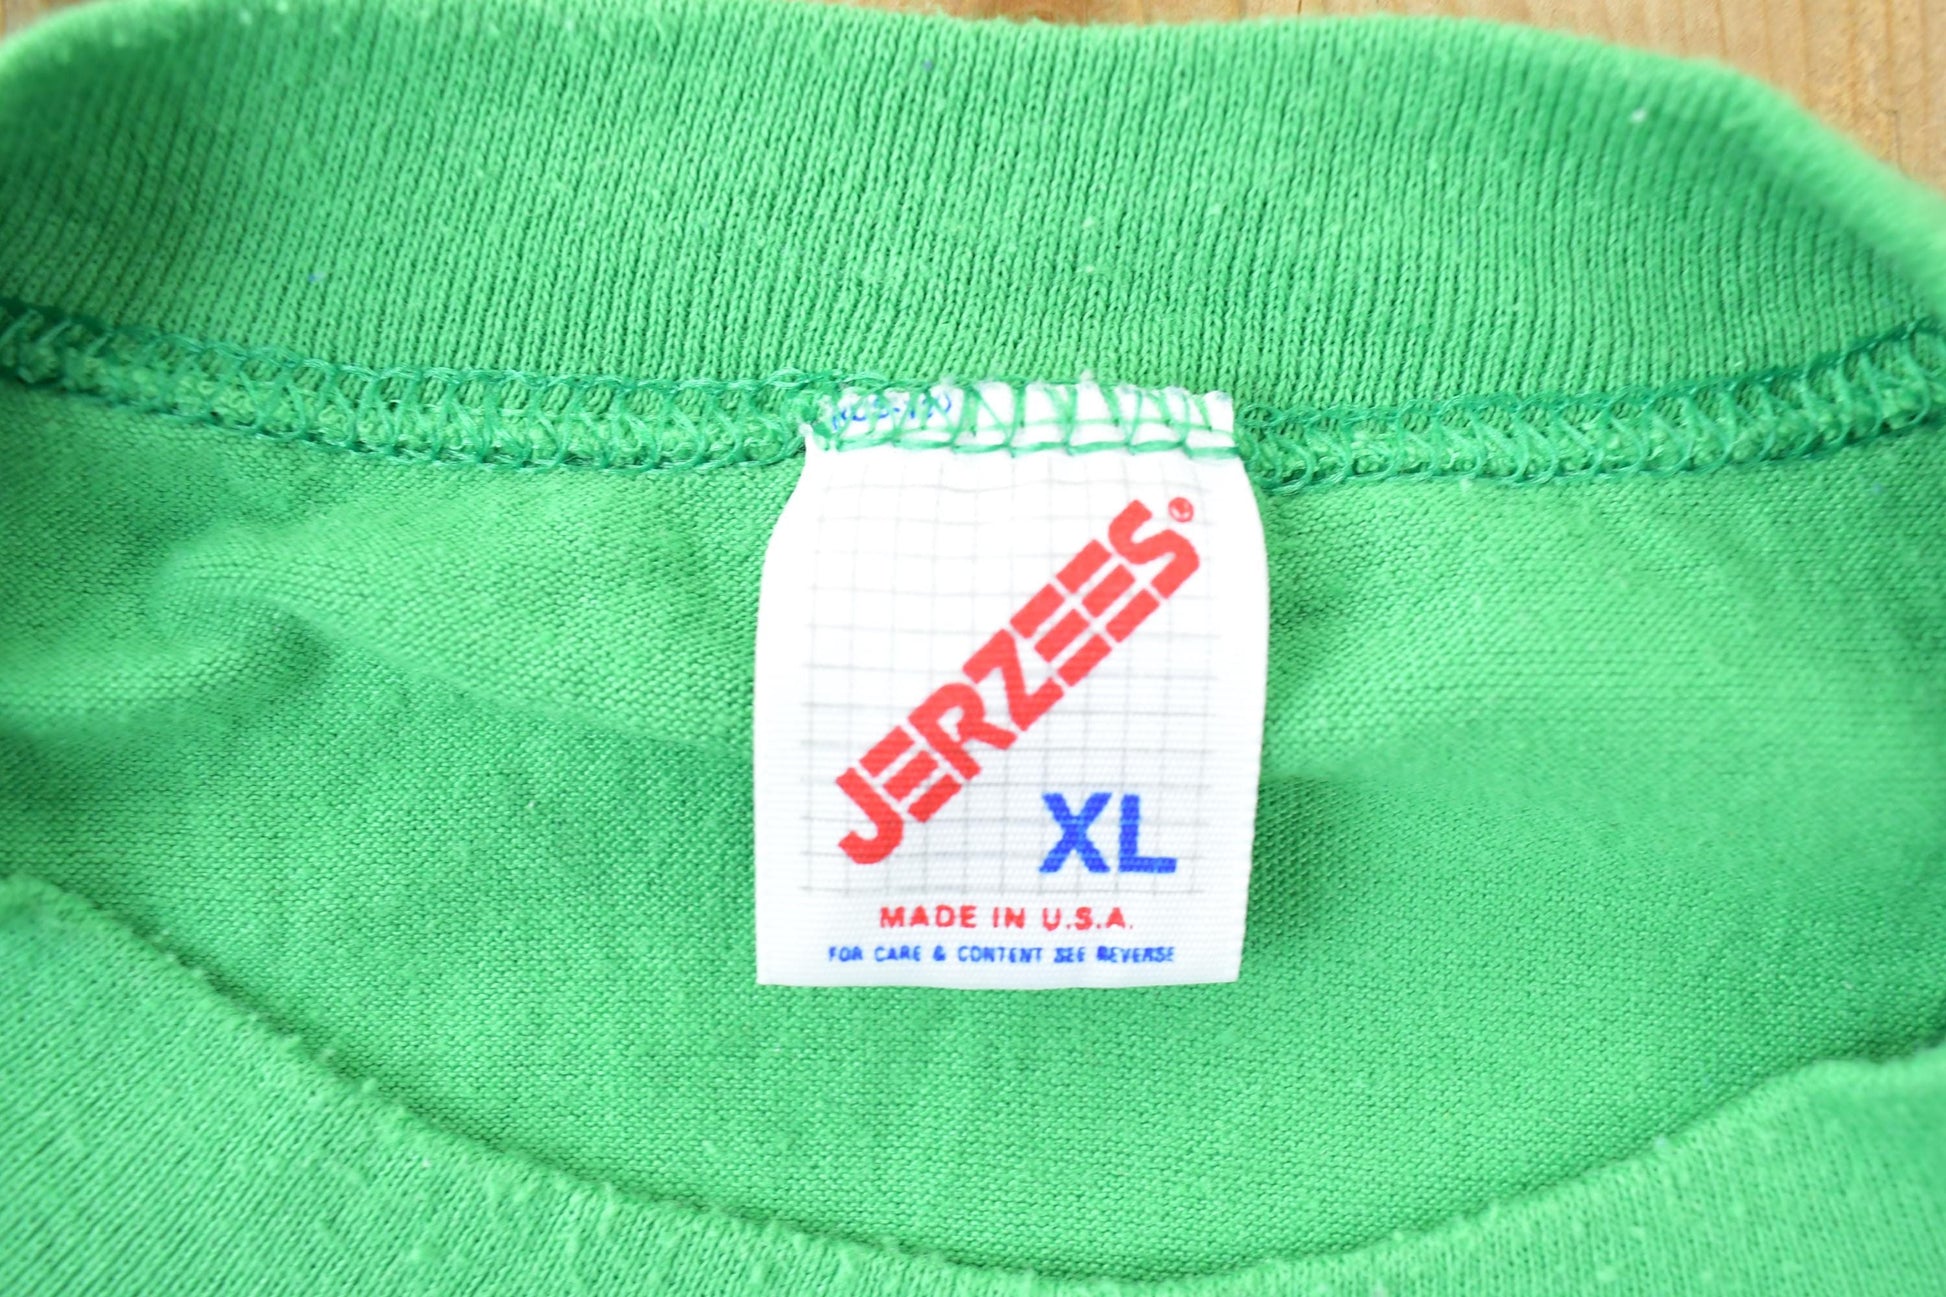 JERZEES®
XL
MADE IN U.S.A.
FOR CARE & CONTENT SEE REVERSE